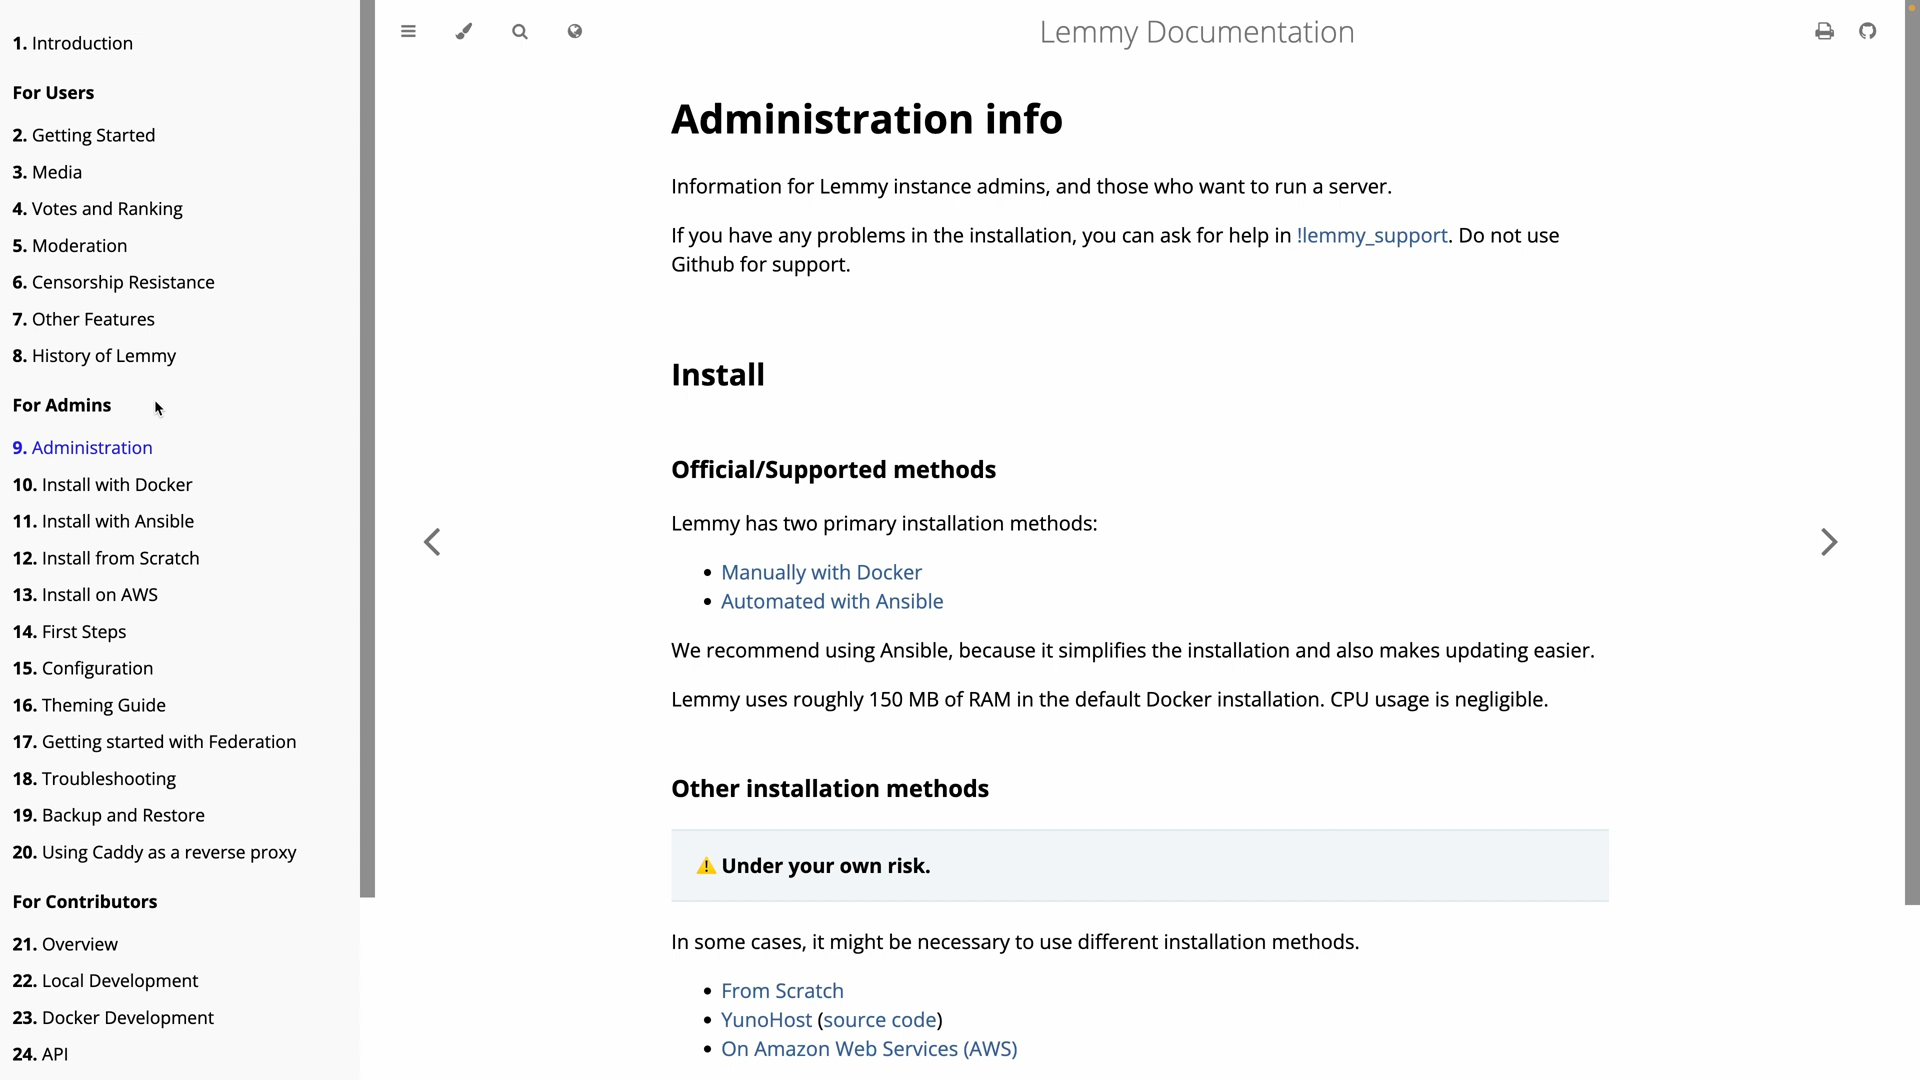 1. Introduction
For Users
2. Getting Started
3. Media
4. Votes and Ranking
5. Moderation
6. Censorship Resistance
7. Other Features
8. History of Lemmy
For Admins
9. Administration
10. Install with Docker
11. Install with Ansible
12. Install from Scratch
13. Install on AWS
14. First Steps
15. Configuration
16. Theming Guide
17. Getting started with Federation
18. Troubleshooting
19. Backup and Restore
20. Using Caddy as a reverse proxy
For Contributors
21. Overview
22. Local Development
23. Docker Development
24. API
Lemmy Documentation
Administration info
Information for Lemmy instance admins, and those who want to run a server.
If you have any problems in the installation, you can ask for help in !lemmy_support. Do not use
Github for support.
Install
Official/Supported methods
Lemmy has two primary installation methods:
• Manually with Docker
• Automated with Ansible
We recommend using Ansible, because it simplifies the installation and also makes updating easier.
Lemmy uses roughly 150 MB of RAM in the default Docker installation. CPU usage is negligible.
Other installation methods
⚠️ Under your own risk.
In some cases, it might be necessary to use different installation methods.
• From Scratch
• YunoHost (source code)
• On Amazon Web Services (AWS)